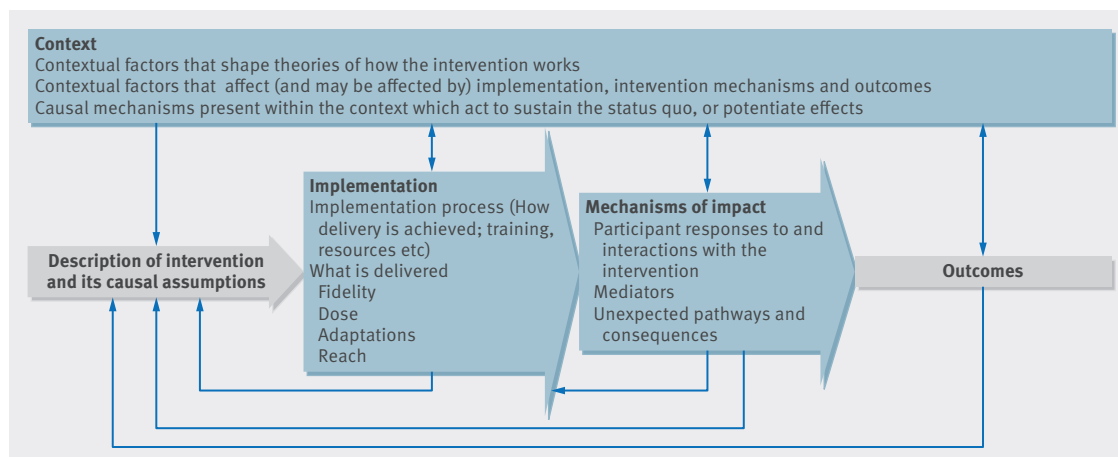 Context
Contextual factors that shape theories of how the intervention works
Contextual factors that affect (and may be affected by) implementation, intervention mechanisms and outcomes
Causal mechanisms present within the context which act to sustain the status quo, or potentiate effects
Description of intervention
and its causal assumptions
Implementation
Implementation process (How
delivery is achieved; training,
resources etc)
What is delivered
Fidelity
Dose
Adaptations
Reach
Mechanisms of impact
Participant responses to and
interactions with the
intervention
Mediators
Unexpected pathways and
consequences
Outcomes